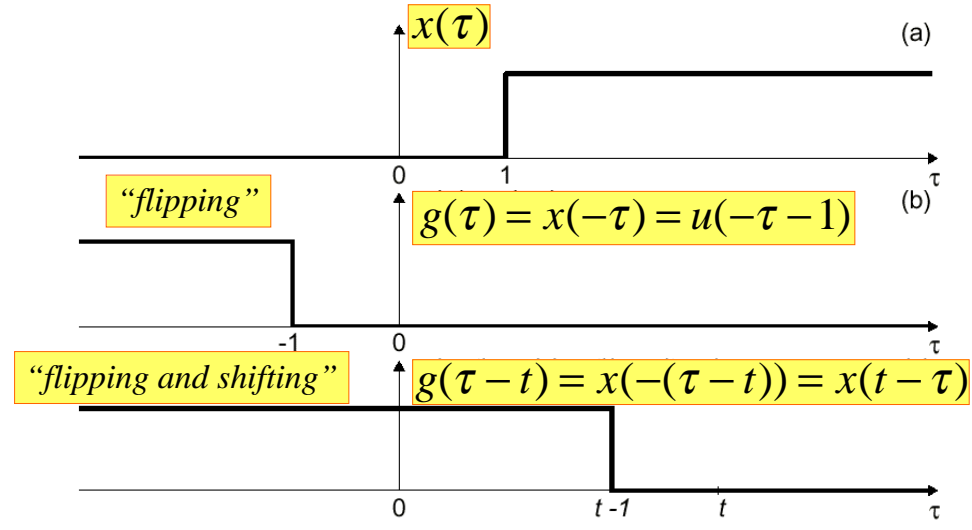 x(τ)
(a)
0 1 τ
"flipping"
g(τ) = x(−τ) = u(−τ − 1)
(b)
-1 0 τ
"flipping and shifting"
g(τ − t) = x(−(τ − t)) = x(t − τ)
0 t -1 t τ